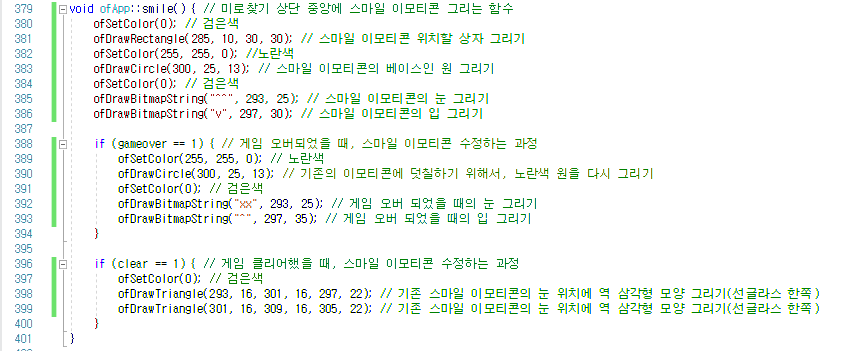 379 void ofApp::smile() { // 미로찾기 상단 중앙에 스마일 이모티콘 그리는 함수
380 ofSetColor(0); // 검은색
381 ofDrawRectangle(285, 10, 30, 30); // 스마일 이모티콘 위치할 상자 그리기
382 ofSetColor(255, 255, 0); //노란색
383 ofDrawCircle(300, 25, 13); // 스마일 이모티콘의 베이스인 원 그리기
384 ofSetColor(0); // 검은색
385 ofDrawBitmapString("^^", 293, 25); // 스마일 이모티콘의 눈 그리기
386 ofDrawBitmapString("v", 297, 30); // 스마일 이모티콘의 입 그리기
387
388 if (gameover == 1) { // 게임 오버되었을 때, 스마일 이모티콘 수정하는 과정
389 ofSetColor(255, 255, 0); // 노란색
390 ofDrawCircle(300, 25, 13); // 기존의 이모티콘에 덧칠하기 위해서, 노란색 원을 다시 그리기
391 ofSetColor(0); // 검은색
392 ofDrawBitmapString("xx", 293, 25); // 게임 오버 되었을 때의 눈 그리기
393 ofDrawBitmapString("^", 297, 35); // 게임 오버 되었을 때의 입 그리기
394 }
395
396 if (clear == 1) { // 게임 클리어했을 때, 스마일 이모티콘 수정하는 과정
397 ofSetColor(0); // 검은색
398 ofDrawTriangle(293, 16, 301, 16, 297, 22); // 기존 스마일 이모티콘의 눈 위치에 역 삼각형 모양 그리기(선글라스 한쪽)
399 ofDrawTriangle(301, 16, 309, 16, 305, 22); // 기존 스마일 이모티콘의 눈 위치에 역 삼각형 모양 그리기(선글라스 한쪽)
400 }
401 }